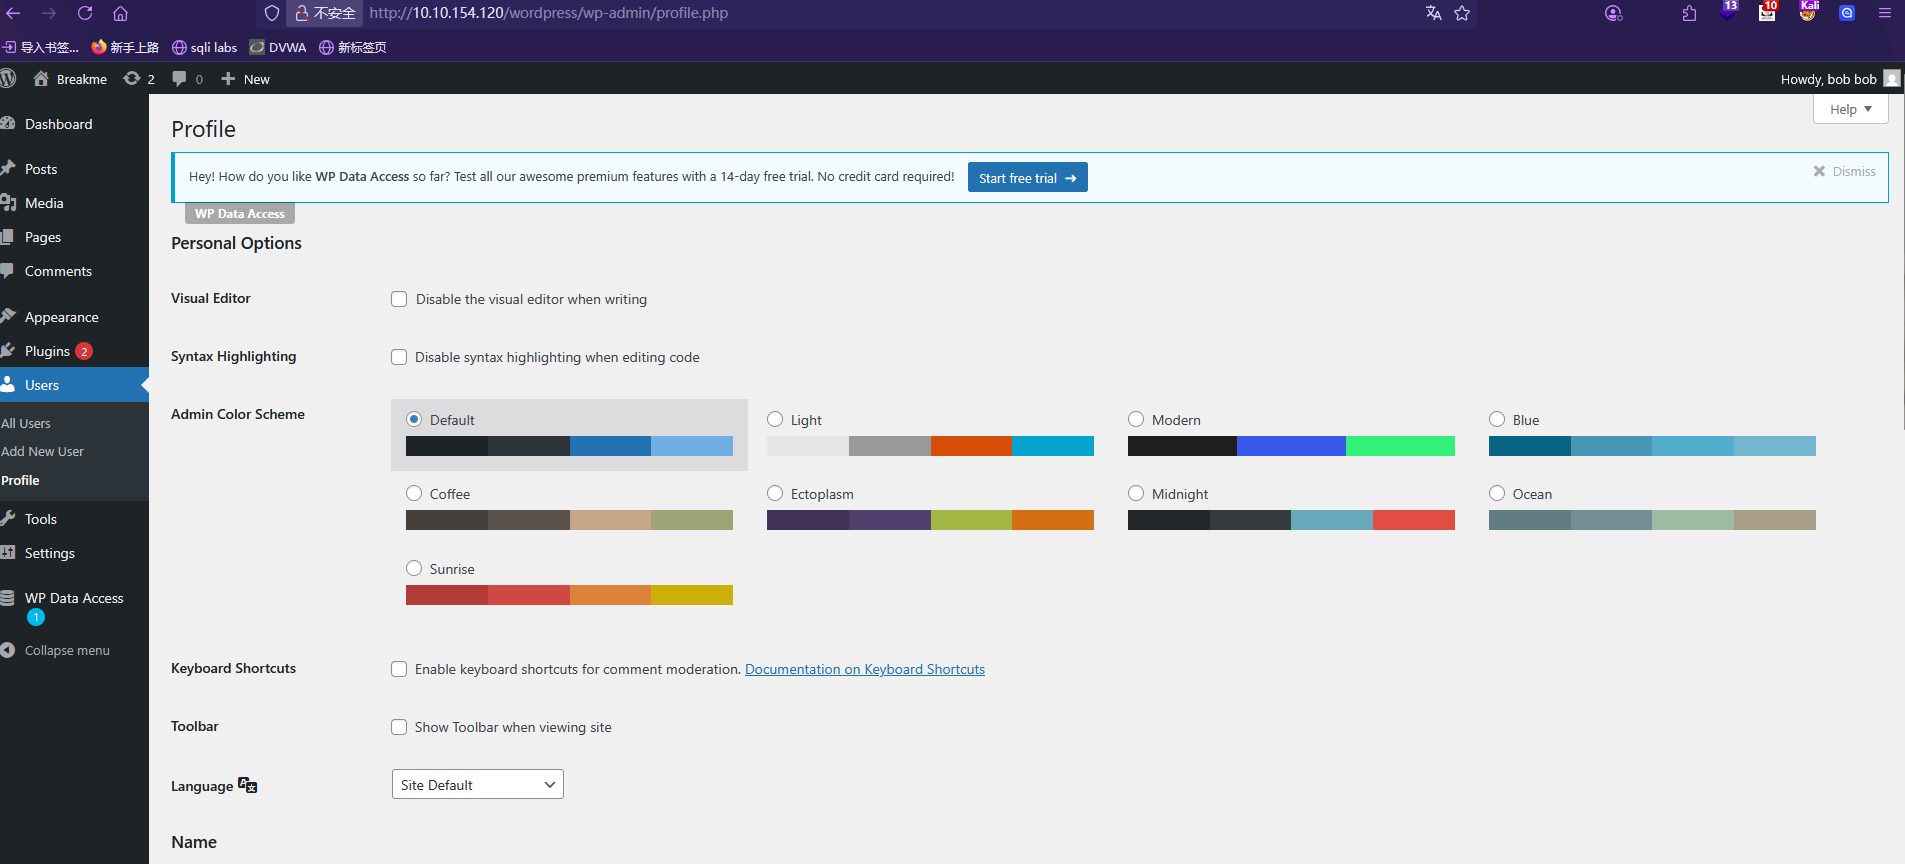 不安全 http://10.10.154.120/wordpress/wp-admin/profile.php 13 10 Kali
导入书签... 新手上路 sqli labs DVWA 新标签页
Breakme 2 0 New Howdy, bob bob
Help
Dashboard
Posts
Media
Pages
Comments
Appearance
Plugins 2
Users
All Users
Add New User
Profile
Tools
Settings
WP Data Access
1
Collapse menu
Profile
Hey! How do you like WP Data Access so far? Test all our awesome premium features with a 14-day free trial. No credit card required! Start free trial → Dismiss
WP Data Access
Personal Options
Visual Editor Disable the visual editor when writing
Syntax Highlighting Disable syntax highlighting when editing code
Admin Color Scheme Default Light Modern Blue
Coffee Ectoplasm Midnight Ocean
Sunrise
Keyboard Shortcuts Enable keyboard shortcuts for comment moderation. Documentation on Keyboard Shortcuts
Toolbar Show Toolbar when viewing site
Language Site Default
Name